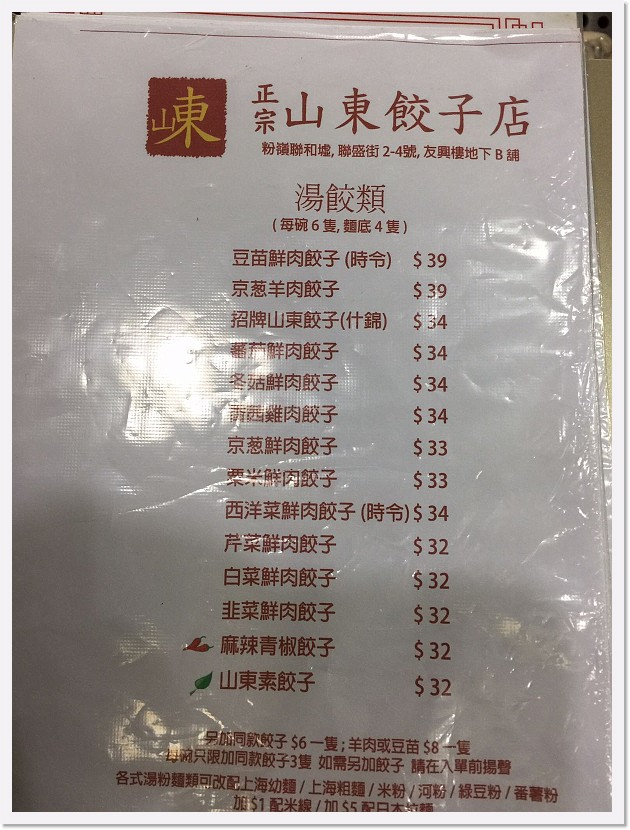 山東
正宗山東餃子店
粉嶺聯和墟, 聯盛街 2-4號, 友興樓地下 B 舖
湯餃類
( 每碗 6 隻, 麵底 4 隻 )
豆苗鮮肉餃子 (時令) $ 39
京葱羊肉餃子 $ 39
招牌山東餃子(什錦) $ 34
蕃茄鮮肉餃子 $ 34
冬菇鮮肉餃子 $ 34
翡翠雞肉餃子 $ 34
京葱鮮肉餃子 $ 33
粟米鮮肉餃子 $ 33
西洋菜鮮肉餃子 (時令) $ 34
芹菜鮮肉餃子 $ 32
白菜鮮肉餃子 $ 32
韭菜鮮肉餃子 $ 32
麻辣青椒餃子 $ 32
山東素餃子 $ 32
另加同款餃子 $6 一隻 ; 羊肉或豆苗 $8 一隻
每碗只限加同款餃子3隻 如需另加餃子 請在入單前揚聲
各式湯粉麵類可改配上海幼麵 / 上海粗麵 / 米粉 / 河粉 / 綠豆粉 / 蕃薯粉
加 $1 配米線 / 加 $5 配日本拉麵